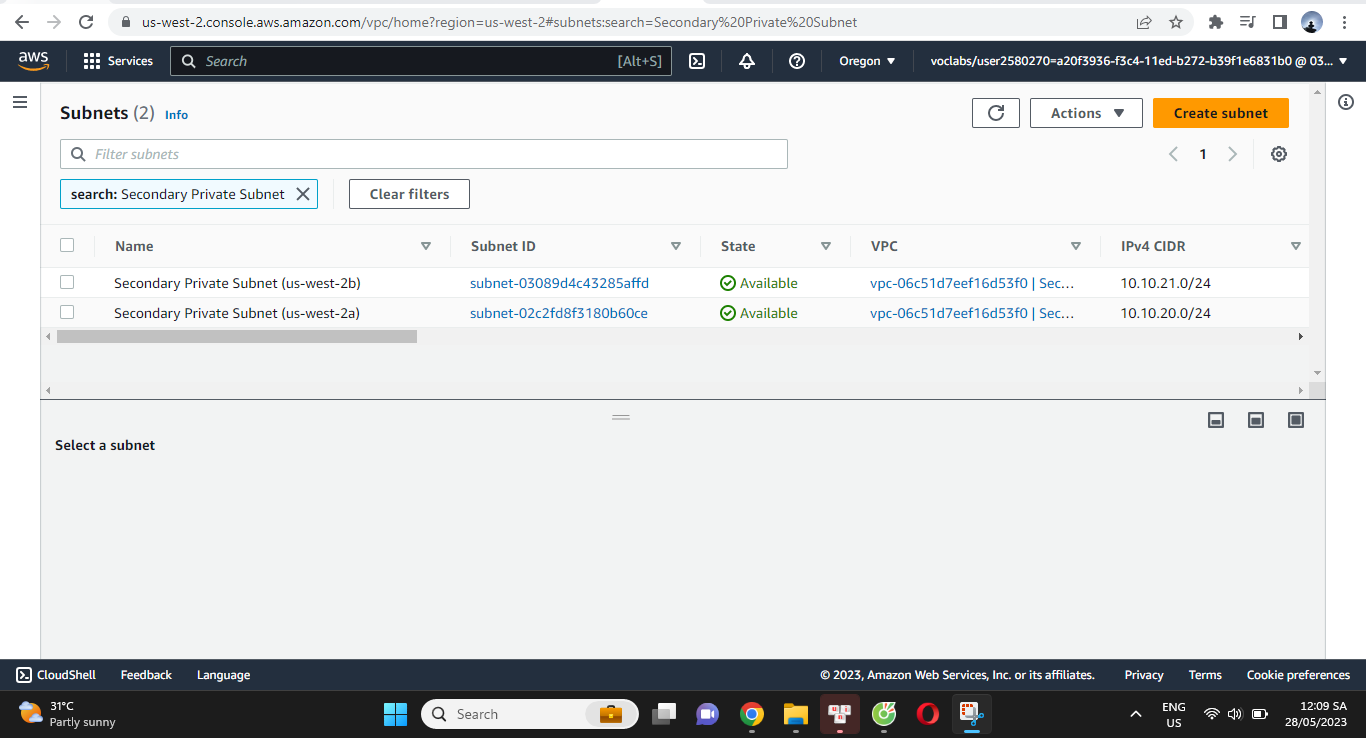 us-west-2.console.aws.amazon.com/vpc/home?region=us-west-2#subnets:search=Secondary%20Private%20Subnet
aws Services Search [Alt+S] Oregon voclabs/user2580270=a20f3936-f3c4-11ed-b272-b39f1e6831b0 @ 03...
Subnets (2) Info Actions Create subnet
Filter subnets 1
search: Secondary Private Subnet Clear filters
Name Subnet ID State VPC IPv4 CIDR
Secondary Private Subnet (us-west-2b) subnet-03089d4c43285affd Available vpc-06c51d7eef16d53f0 | Sec... 10.10.21.0/24
Secondary Private Subnet (us-west-2a) subnet-02c2fd8f3180b60ce Available vpc-06c51d7eef16d53f0 | Sec... 10.10.20.0/24
Select a subnet
CloudShell Feedback Language © 2023, Amazon Web Services, Inc. or its affiliates. Privacy Terms Cookie preferences
31°C
Partly sunny
Search
ENG
US
12:09 SA
28/05/2023